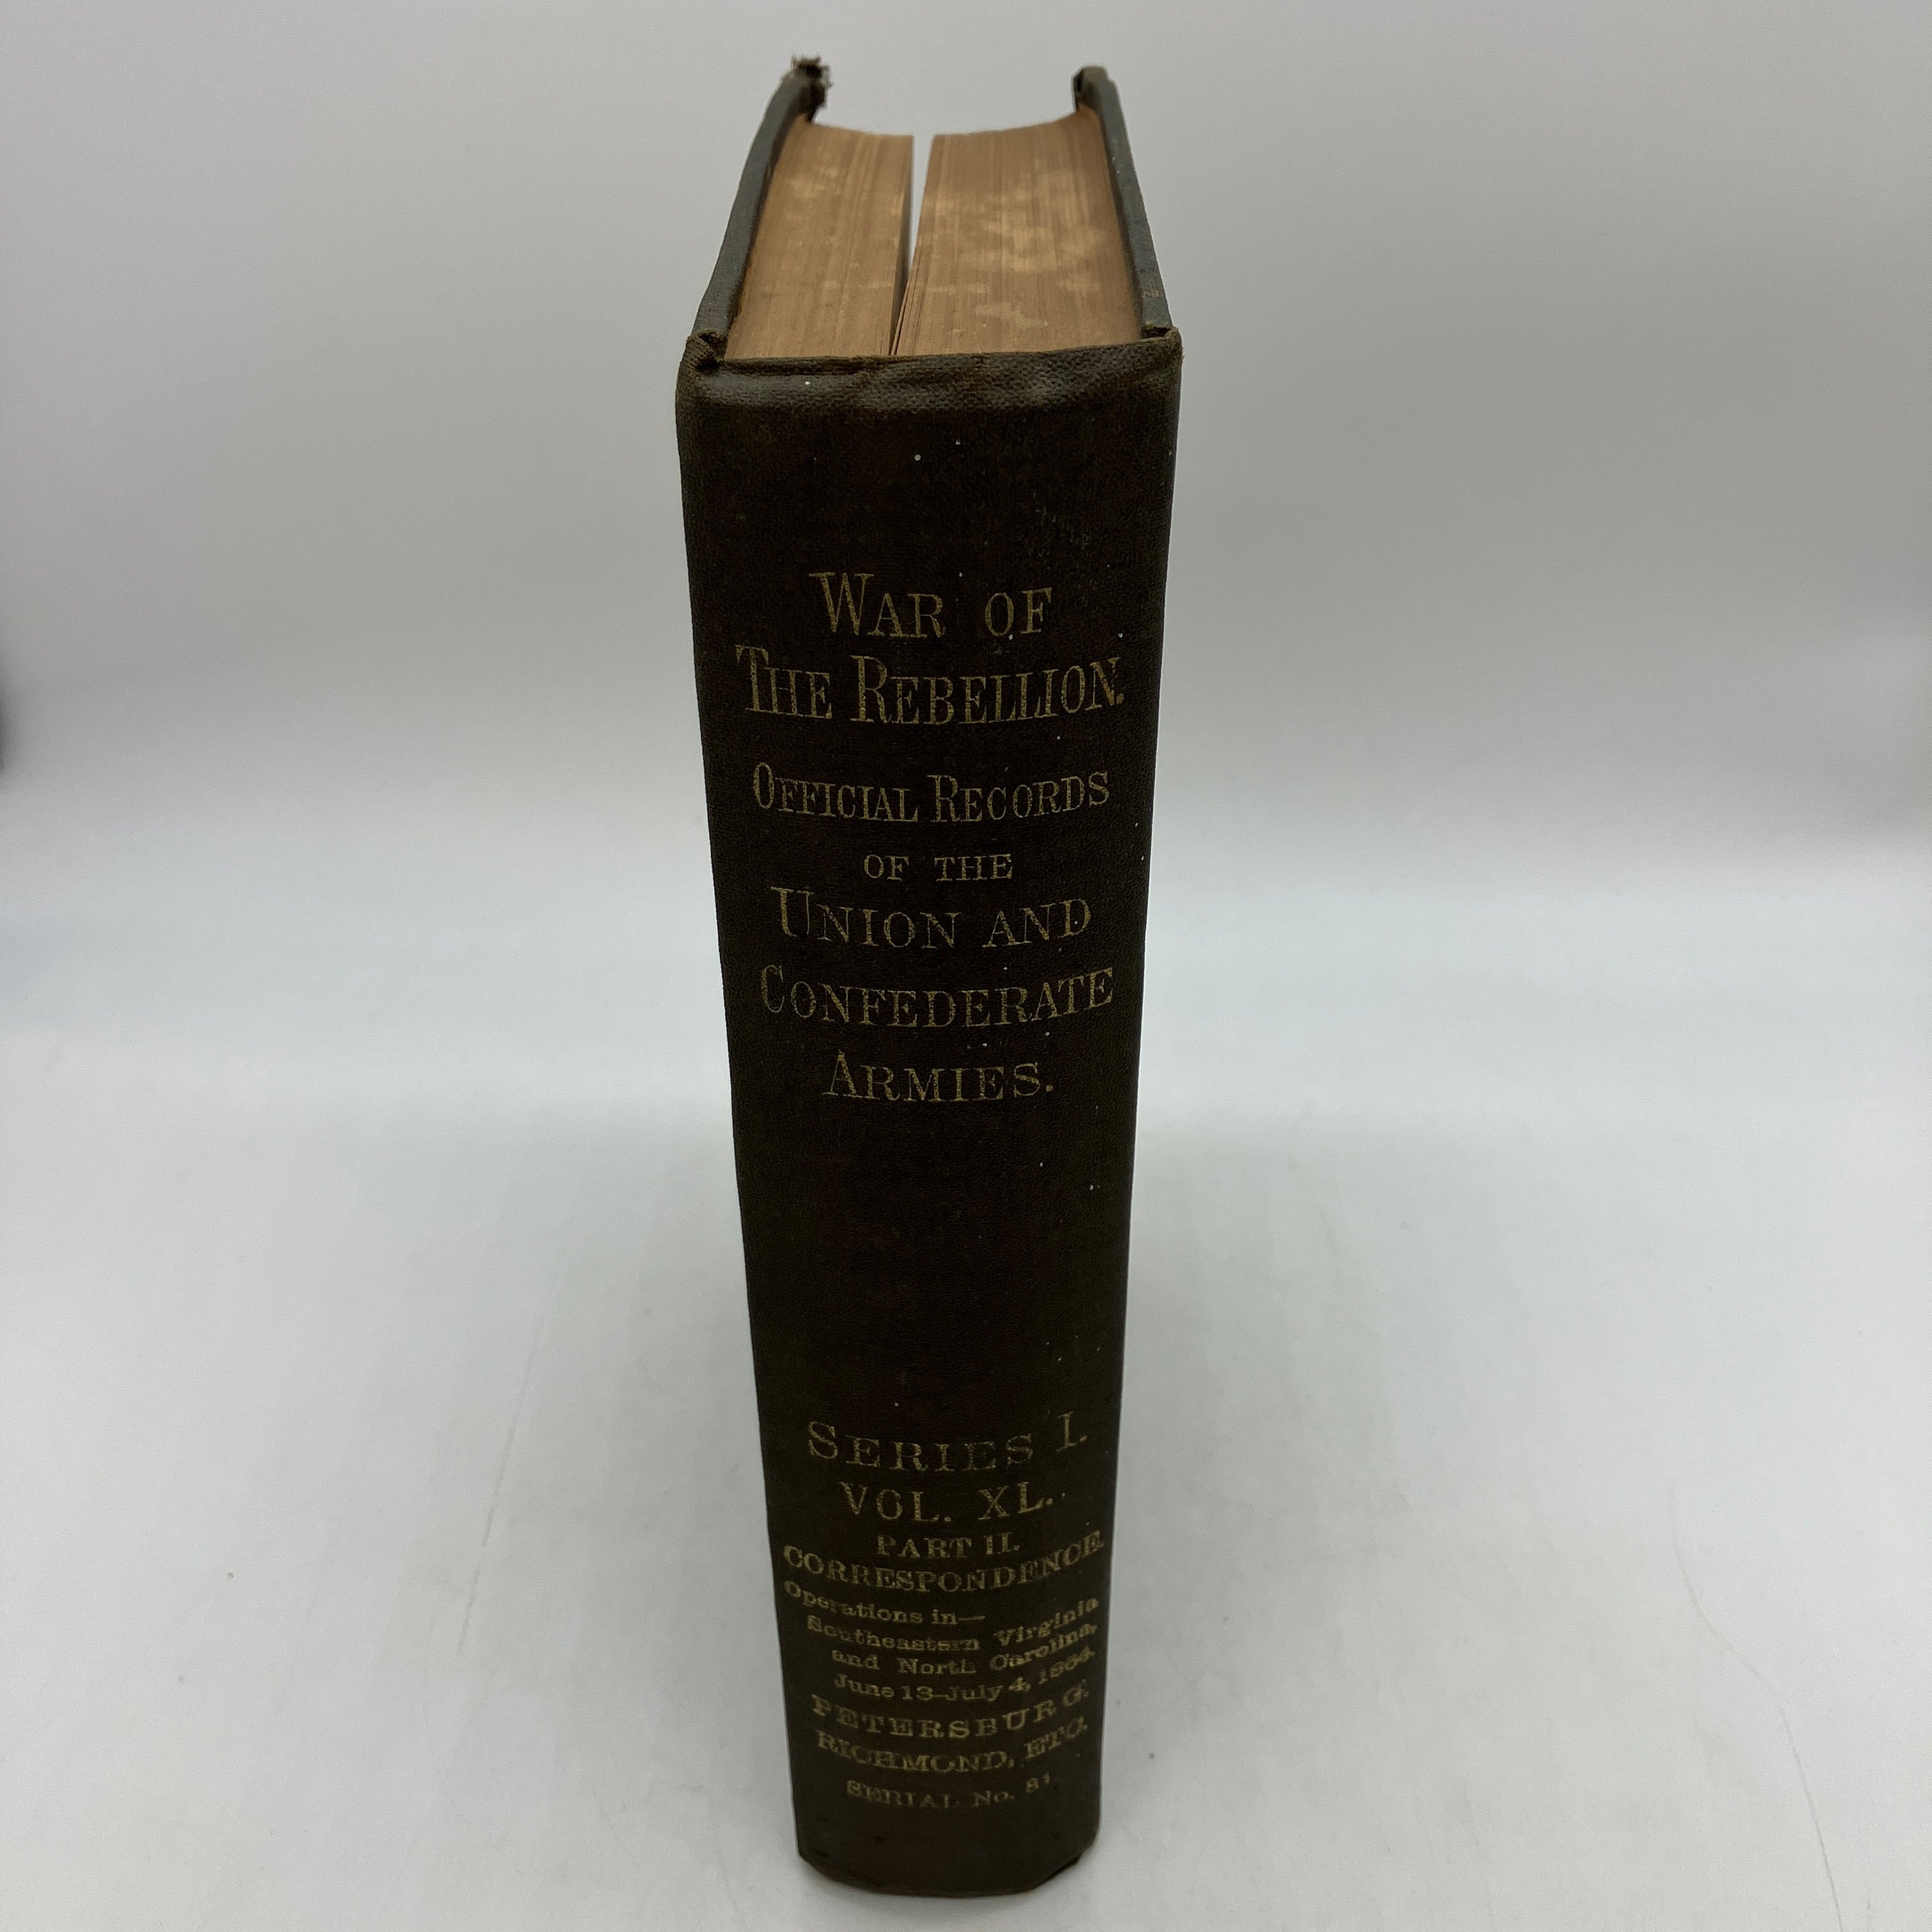 WAR OF
THE REBELLION.
OFFICIAL RECORDS
OF THE
UNION AND
CONFEDERATE
ARMIES.
SERIES I.
VOL. XL.
PART II.
CORRESPONDENCE.
Operations in—
Southeastern Virginia
and North Carolina,
June 13-July 4, 1864.
PETERSBURG.
RICHMOND, ETC.
SERIAL No. 81